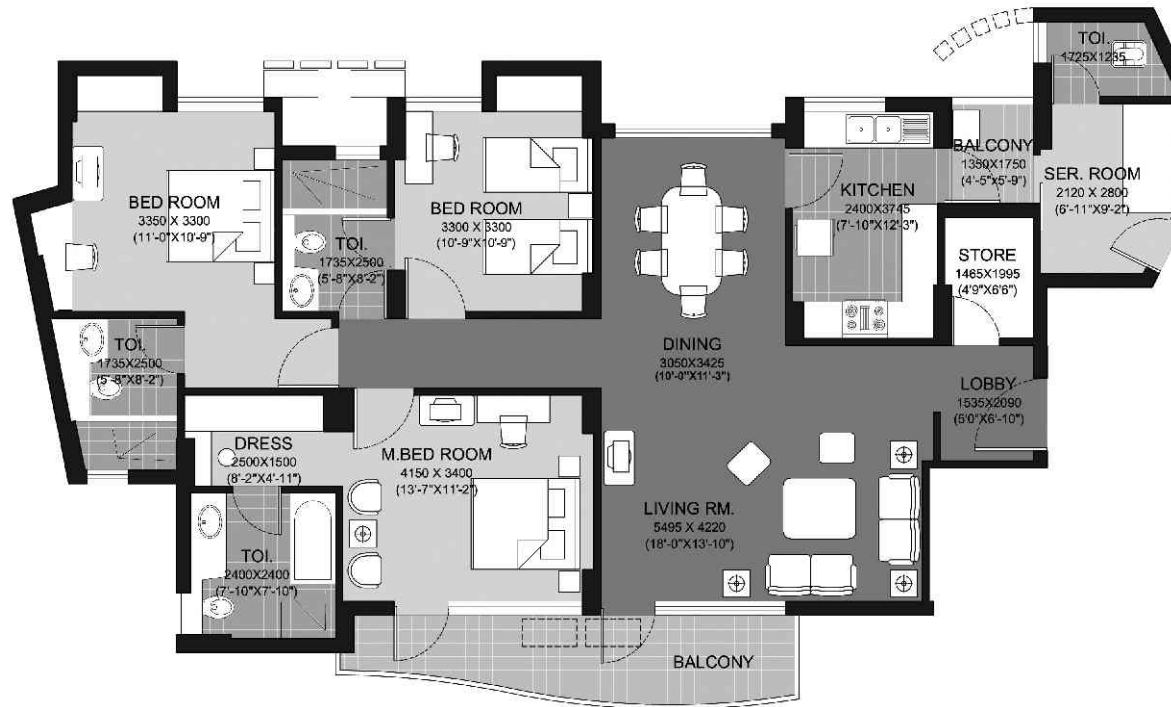 TOI.
1725X1235
BALCONY
1350X1750
(4'-5"x5'-9")
SER. ROOM
2120 X 2800
(6'-11"X9'-2")
KITCHEN
2400X3745
(7'-10"X12'-3")
BED ROOM
3350 X 3300
(11'-0"X10'-9")
BED ROOM
3300 X 3300
(10'-9"X10'-9")
TOI.
1735X2500
(5'-8"X8'-2")
STORE
1465X1995
(4'9"X6'6")
TOI.
1735X2500
(5'-8"X8'-2")
DINING
3050X3425
(10'-0"X11'-3")
LOBBY
1535X2090
(5'0"X6'-10")
DRESS
2500X1500
(8'-2"X4'-11")
M.BED ROOM
4150 X 3400
(13'-7"X11'-2")
LIVING RM.
5495 X 4220
(18'-0"X13'-10")
TOI.
2400X2400
(7'-10"X7'-10")
BALCONY